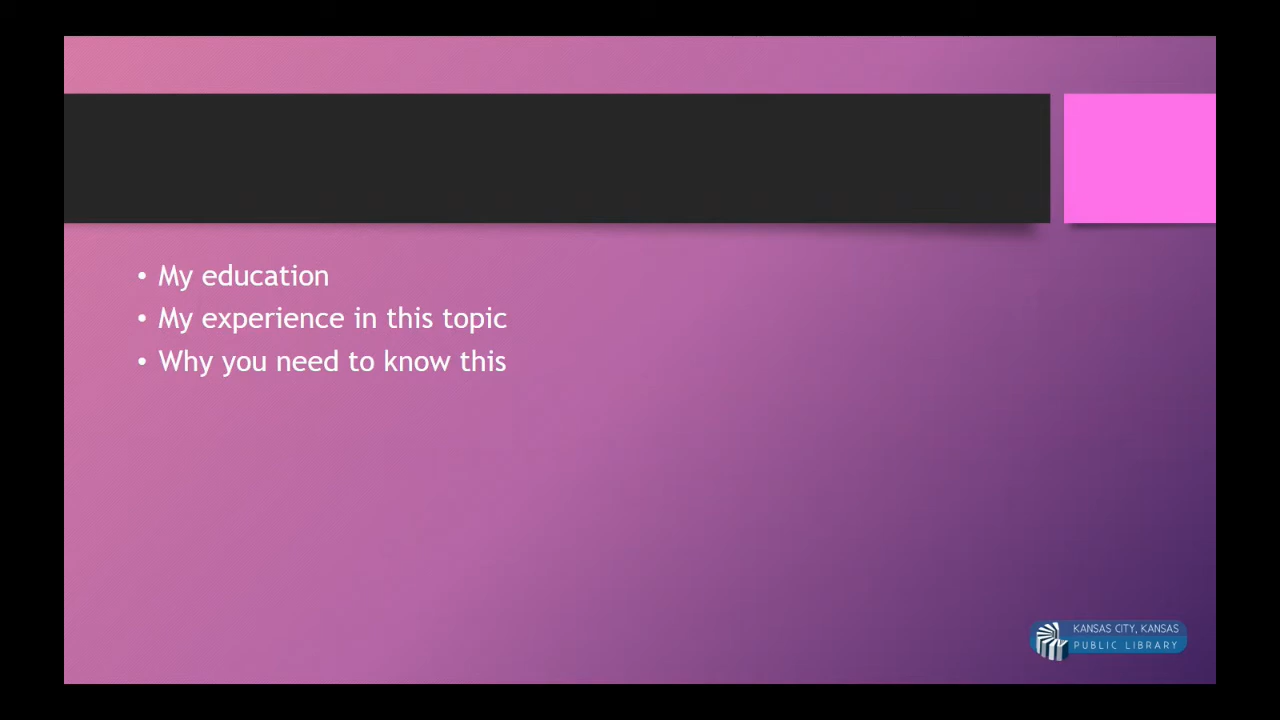 • My education
• My experience in this topic
• Why you need to know this
KANSAS CITY, KANSAS
PUBLIC LIBRARY